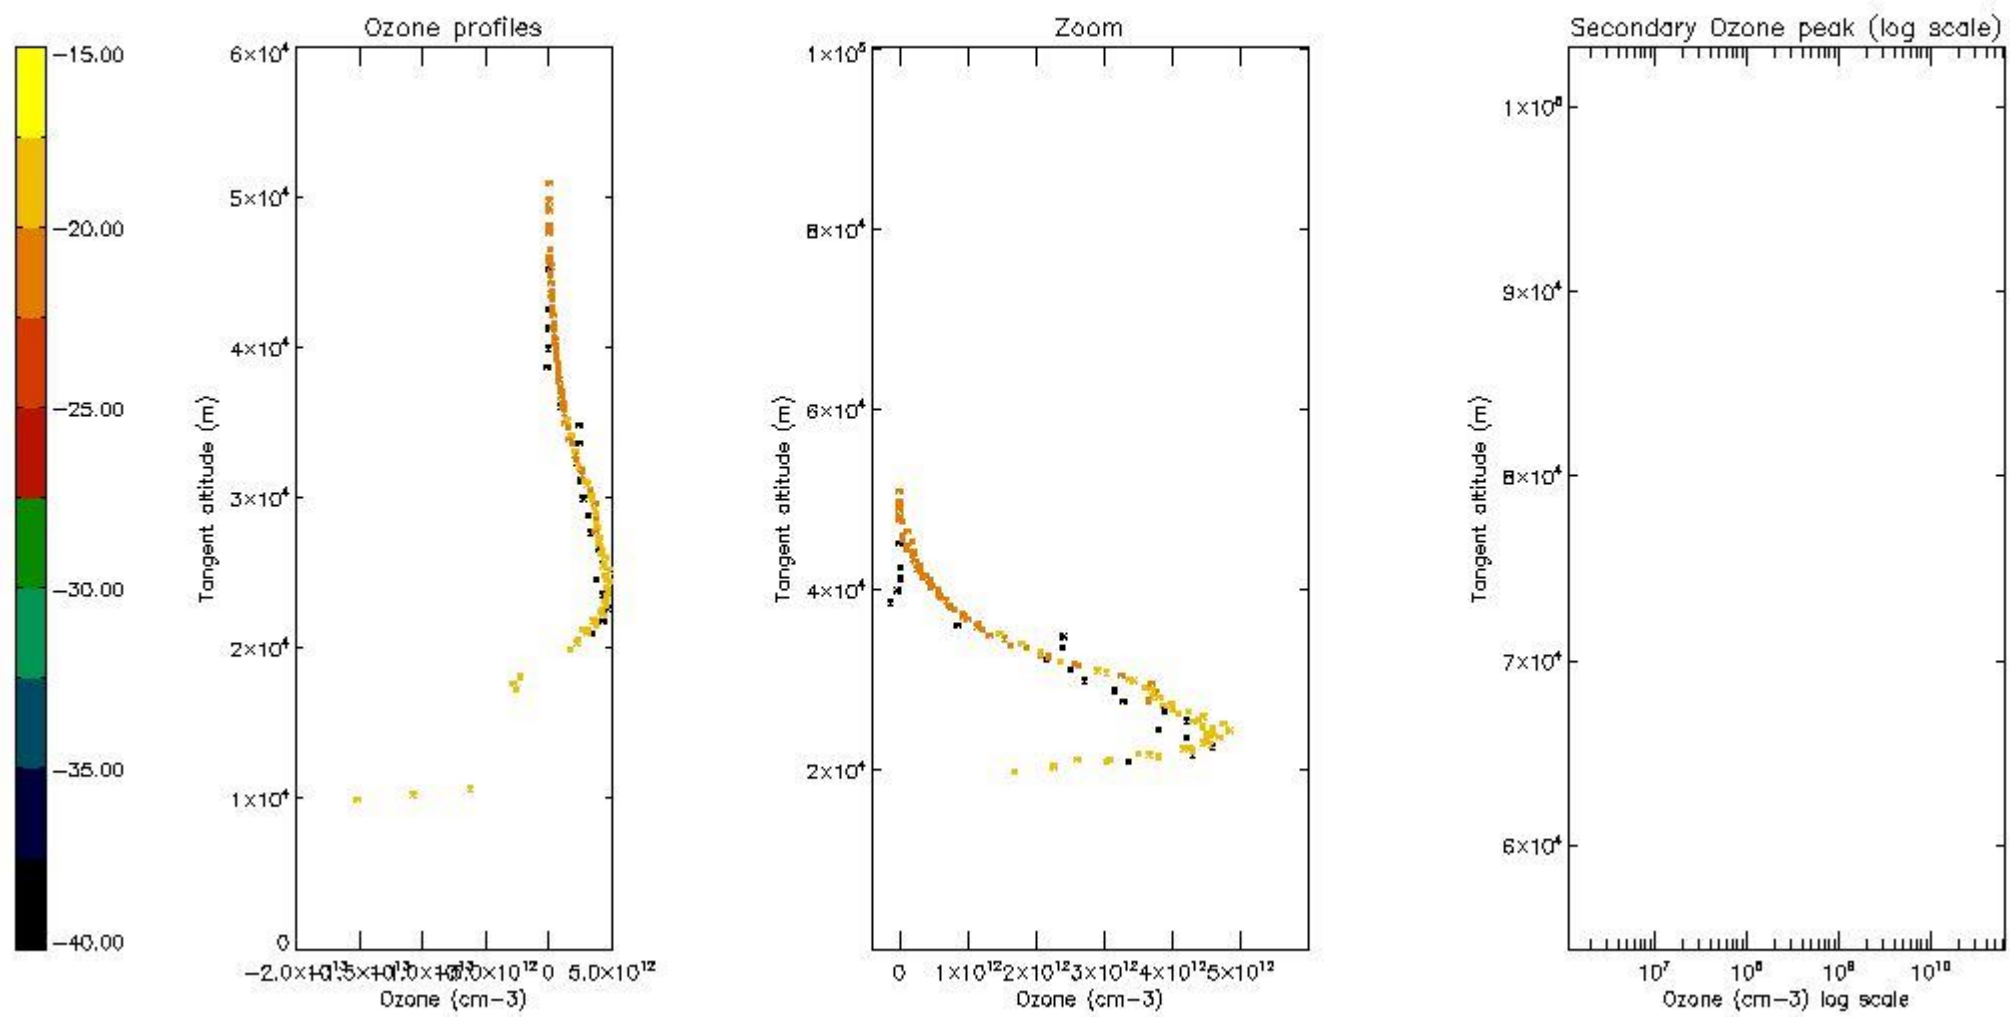 Ozone profiles
Zoom
Secondary Ozone peak (log scale)
−15.00
−20.00
−25.00
−30.00
−35.00
−40.00
6×10⁴
5×10⁴
4×10⁴
3×10⁴
2×10⁴
1×10⁴
0
Tangent altitude (m)
0 5.0×10¹²
Ozone (cm−3)
1×10⁵
8×10⁴
6×10⁴
4×10⁴
2×10⁴
Tangent altitude (m)
0 1×10¹² 2×10¹² 3×10¹² 4×10¹² 5×10¹²
Ozone (cm−3)
9×10⁴
8×10⁴
7×10⁴
6×10⁴
Tangent altitude (m)
10⁷ 10⁸ 10⁹ 10¹⁰
Ozone (cm−3) log scale